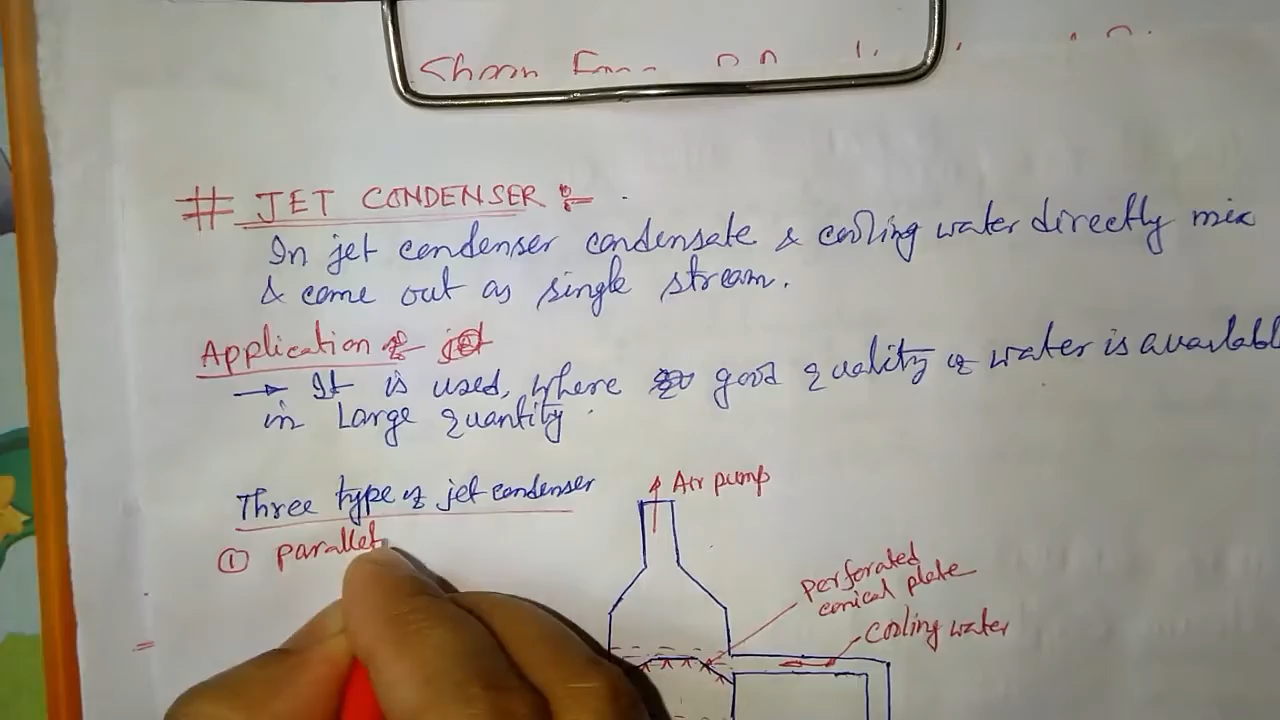 # JET CONDENSER :-
In jet condenser condensate & cooling water directly mix
& come out as single stream.
Application of jet
→ It is used, where good quality of water is availabl
in Large quantity.
Three type of jet condenser
① parallel
Air pump
perforated
conical plate
cooling water